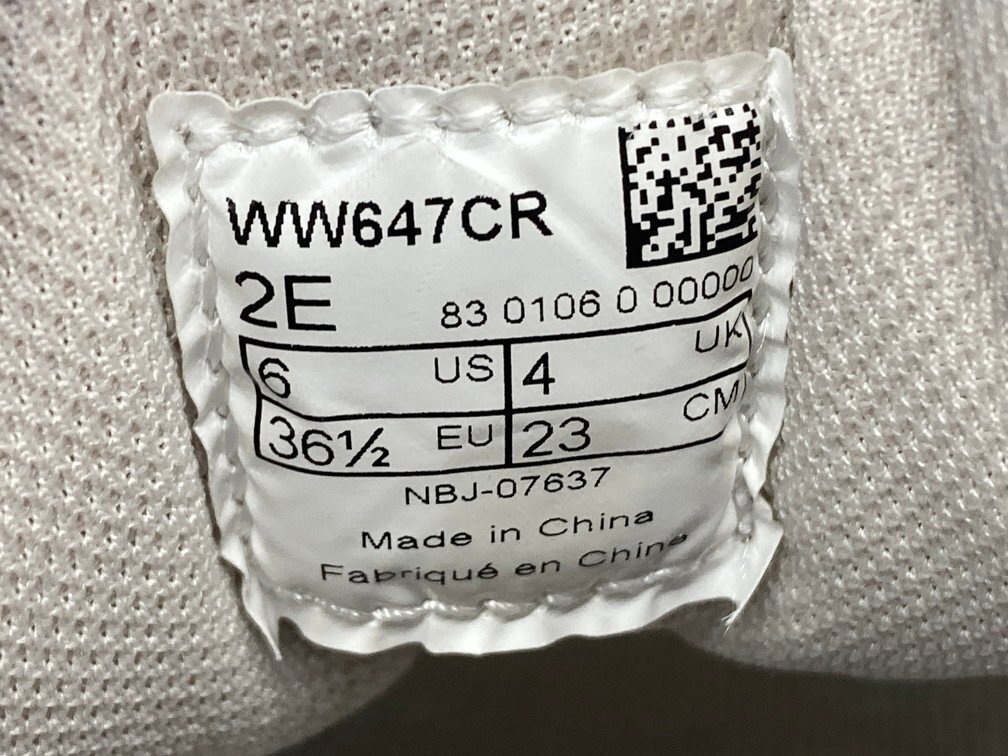 WW647CR
2E
83 0106 0 00000
6 US 4 UK
36½ EU 23 CM
NBJ-07637
Made in China
Fabriqué en Chine